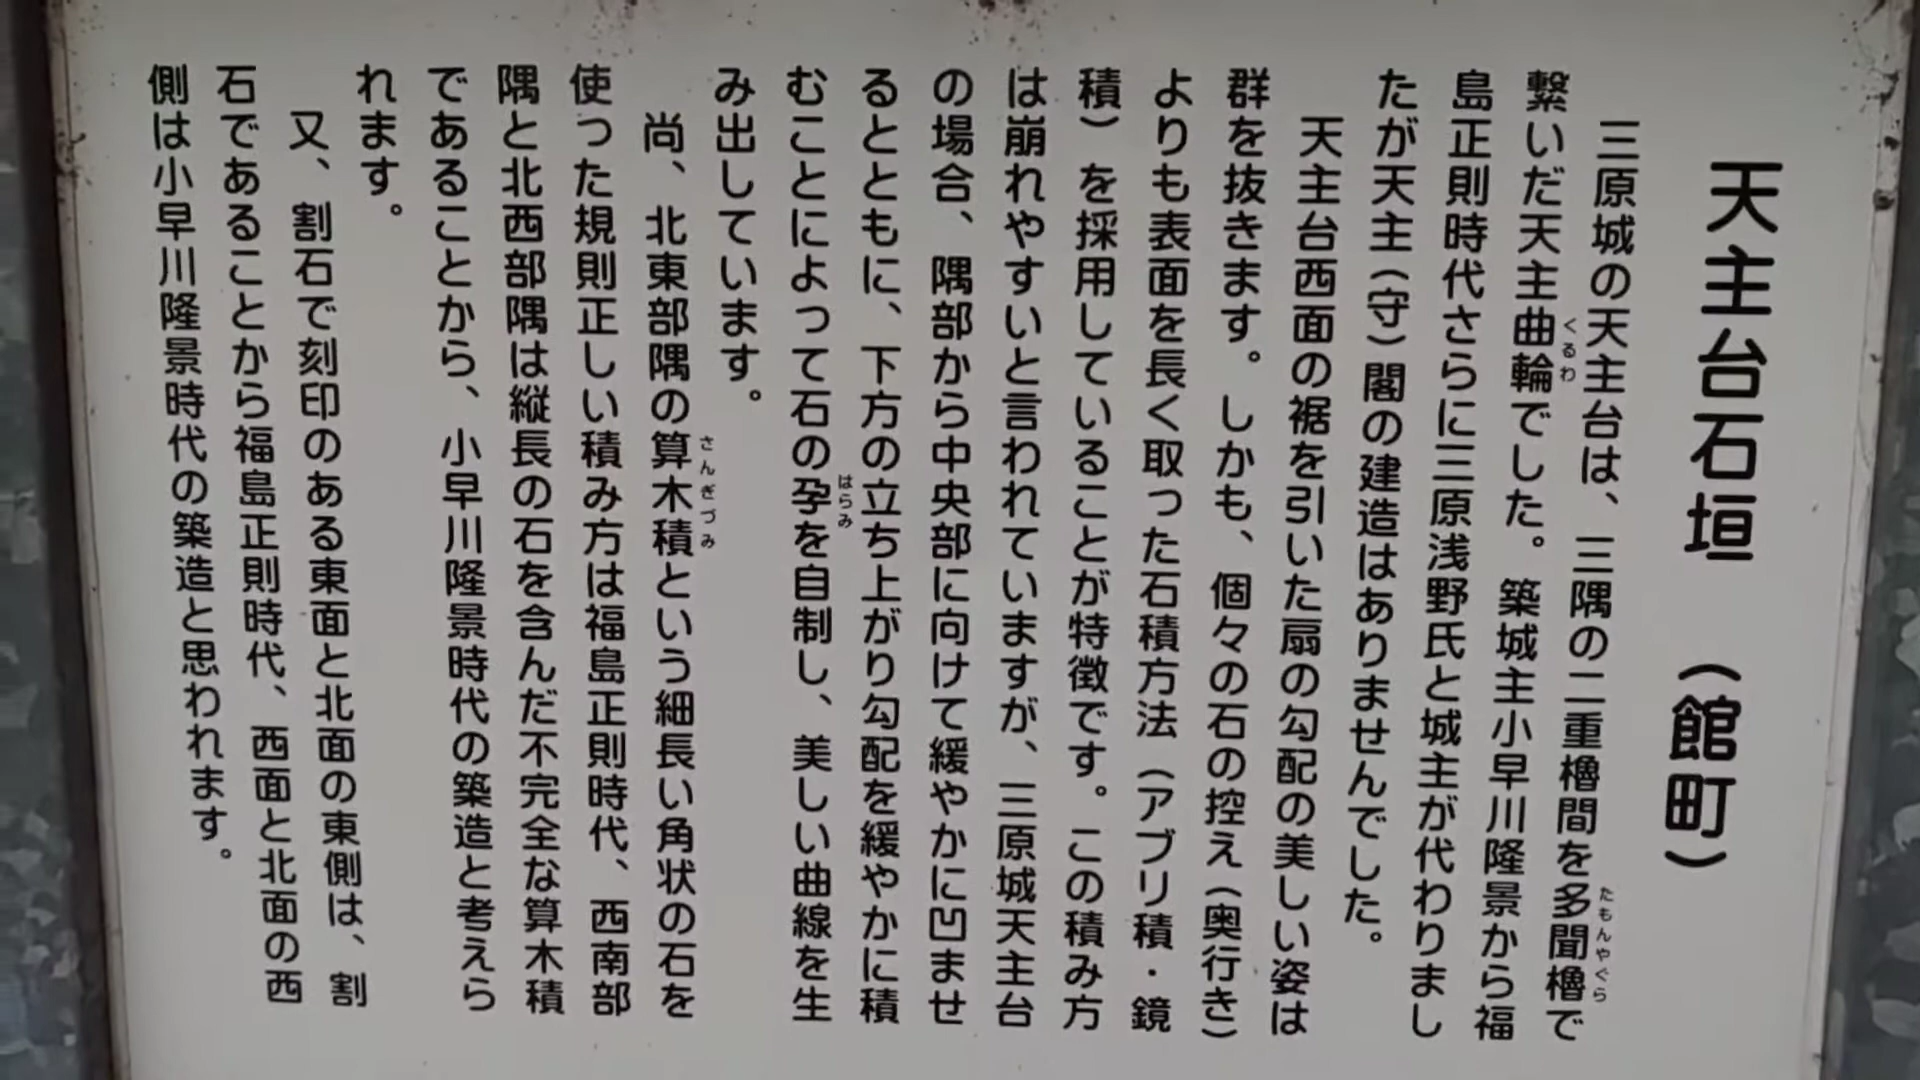 天主台石垣 （館町）
三原城の天主台は、三隅の二重櫓間を多聞櫓で
たもんやぐら
繋いだ天主曲輪でした。築城主小早川隆景から福
くるわ
島正則時代さらに三原浅野氏と城主が代わりまし
たが天主（守）閣の建造はありませんでした。
天主台西面の裾を引いた扇の勾配の美しい姿は
群を抜きます。しかも、個々の石の控え（奥行き）
よりも表面を長く取った石積方法（アブリ積・鏡
積）を採用していることが特徴です。この積み方
は崩れやすいと言われていますが、三原城天主台
の場合、隅部から中央部に向けて緩やかに凹ませ
るとともに、下方の立ち上がり勾配を緩やかに積
むことによって石の孕を自制し、美しい曲線を生
はらみ
み出しています。
尚、北東部隅の算木積という細長い角状の石を
さんぎづみ
使った規則正しい積み方は福島正則時代、西南部
隅と北西部隅は縦長の石を含んだ不完全な算木積
であることから、小早川隆景時代の築造と考えら
れます。
又、割石で刻印のある東面と北面の東側は、割
石であることから福島正則時代、西面と北面の西
側は小早川隆景時代の築造と思われます。